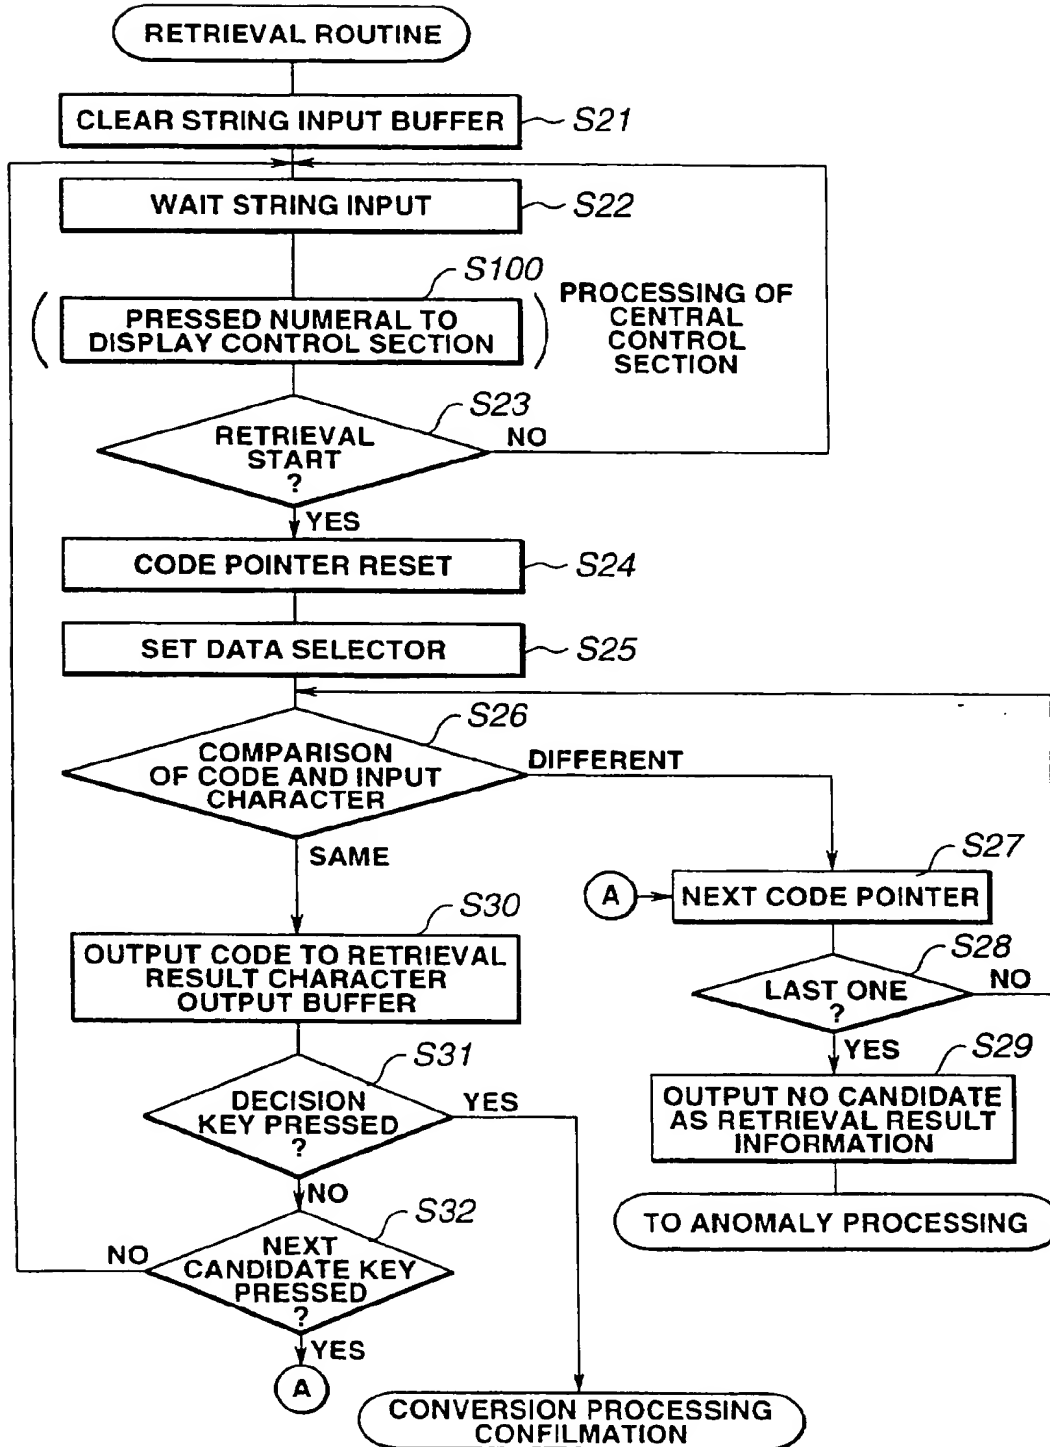 RETRIEVAL ROUTINE
CLEAR STRING INPUT BUFFER
S21
WAIT STRING INPUT
S22
S100
PRESSED NUMERAL TO
DISPLAY CONTROL SECTION
PROCESSING OF
CENTRAL
CONTROL
SECTION
S23
RETRIEVAL
START
?
NO
YES
CODE POINTER RESET
S24
SET DATA SELECTOR
S25
S26
COMPARISON
OF CODE AND INPUT
CHARACTER
DIFFERENT
SAME
S27
A
NEXT CODE POINTER
S28
LAST ONE
?
NO
YES
S29
OUTPUT NO CANDIDATE
AS RETRIEVAL RESULT
INFORMATION
TO ANOMALY PROCESSING
S30
OUTPUT CODE TO RETRIEVAL
RESULT CHARACTER
OUTPUT BUFFER
S31
DECISION
KEY PRESSED
?
YES
NO
S32
NEXT
CANDIDATE KEY
PRESSED
?
NO
YES
A
CONVERSION PROCESSING
CONFILMATION